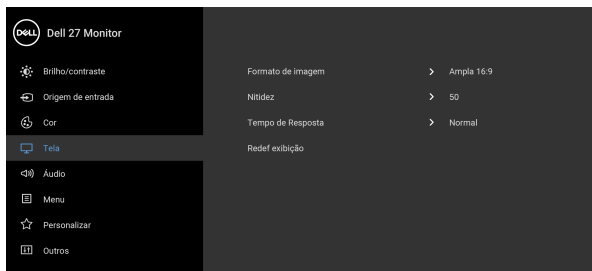 DELL Dell 27 Monitor
Brilho/contraste
Formato de imagem > Ampla 16:9
Origem de entrada
Nitidez > 50
Cor
Tempo de Resposta > Normal
Tela
Redef exibição
Áudio
Menu
Personalizar
Outros